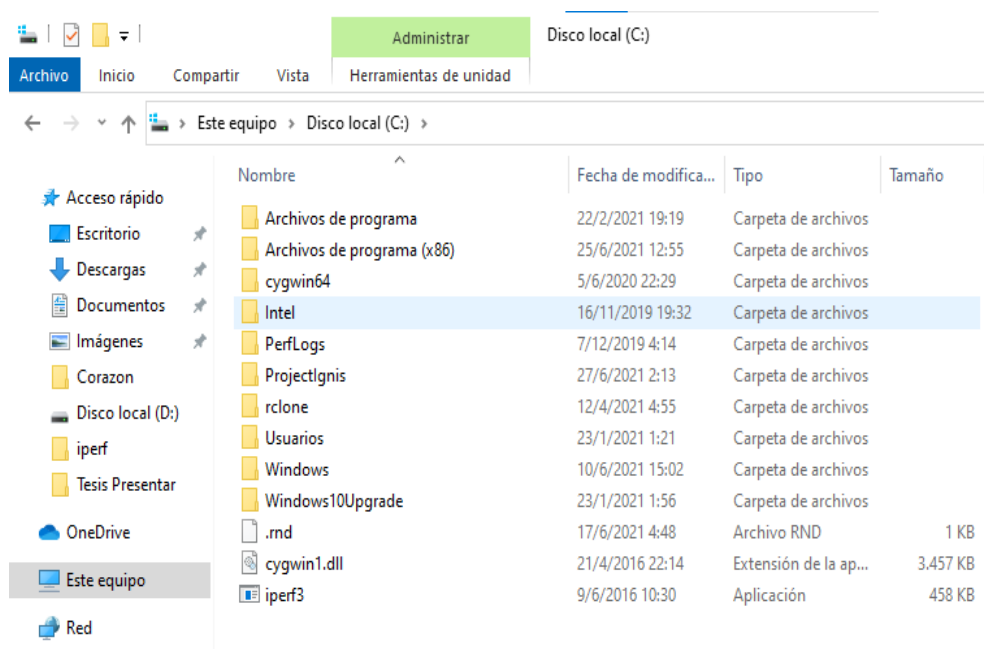 Administrar Disco local (C:)
Archivo Inicio Compartir Vista Herramientas de unidad
Este equipo Disco local (C:)
Nombre Fecha de modifica... Tipo Tamaño
Acceso rápido
Escritorio
Descargas
Documentos
Imágenes
Corazon
Disco local (D:)
iperf
Tesis Presentar
OneDrive
Este equipo
Red
Archivos de programa 22/2/2021 19:19 Carpeta de archivos
Archivos de programa (x86) 25/6/2021 12:55 Carpeta de archivos
cygwin64 5/6/2020 22:29 Carpeta de archivos
Intel 16/11/2019 19:32 Carpeta de archivos
PerfLogs 7/12/2019 4:14 Carpeta de archivos
ProjectIgnis 27/6/2021 2:13 Carpeta de archivos
rclone 12/4/2021 4:55 Carpeta de archivos
Usuarios 23/1/2021 1:21 Carpeta de archivos
Windows 10/6/2021 15:02 Carpeta de archivos
Windows10Upgrade 23/1/2021 1:56 Carpeta de archivos
.rnd 17/6/2021 4:48 Archivo RND 1 KB
cygwin1.dll 21/4/2016 22:14 Extensión de la ap... 3.457 KB
iperf3 9/6/2016 10:30 Aplicación 458 KB